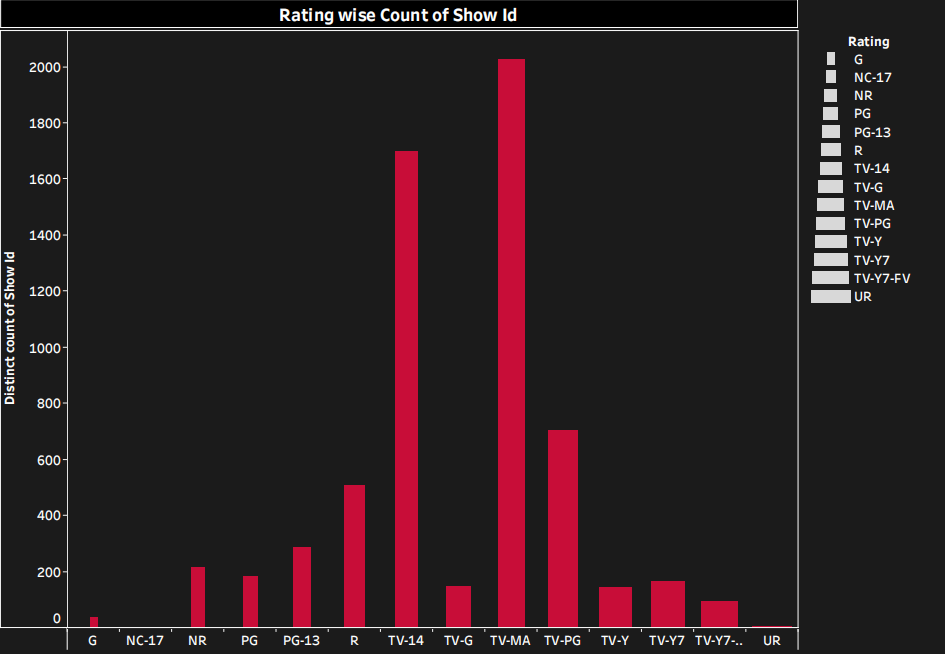 Rating wise Count of Show Id
Distinct count of Show Id
2000
1800
1600
1400
1200
1000
800
600
400
200
0
G NC-17 NR PG PG-13 R TV-14 TV-G TV-MA TV-PG TV-Y TV-Y7 TV-Y7-.. UR
Rating
G
NC-17
NR
PG
PG-13
R
TV-14
TV-G
TV-MA
TV-PG
TV-Y
TV-Y7
TV-Y7-FV
UR